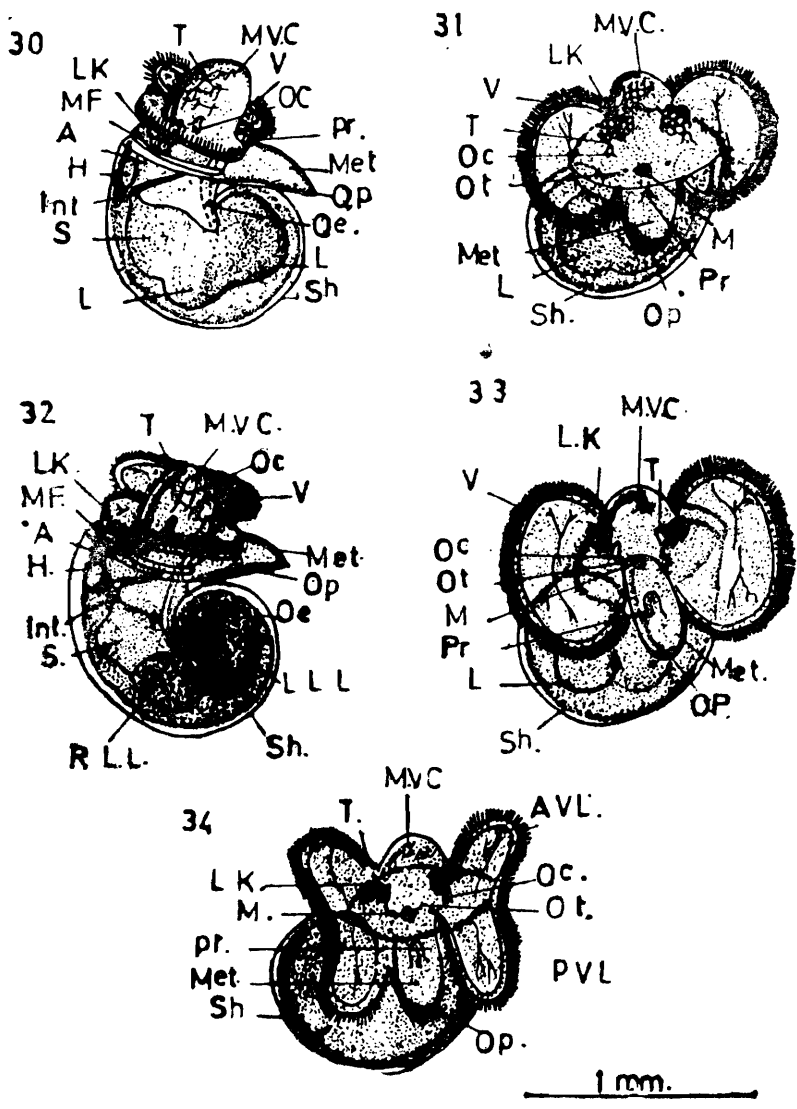 30
T
M.V.C
V
LK
OC
MF
pr.
A
Met
H
Op
Int
Oe.
S
L
L
Sh
31
M.V.C.
LK
V
T
Oc
Ot
M
Met
Pr
L
Sh.
Op
32
T
M.V.C.
Oc
LK.
V
MF.
A
Met.
H.
Op
Oe
Int.
S.
L L L
R L.L.
Sh.
33
M.V.C.
L.K
T
V
Oc
Ot
M
Pr
Met.
L
OP.
Sh.
34
M.V.C
T.
A V L.
L K.
Oc.
M.
Ot.
pr.
P V L
Met.
Sh
Op.
1 mm.